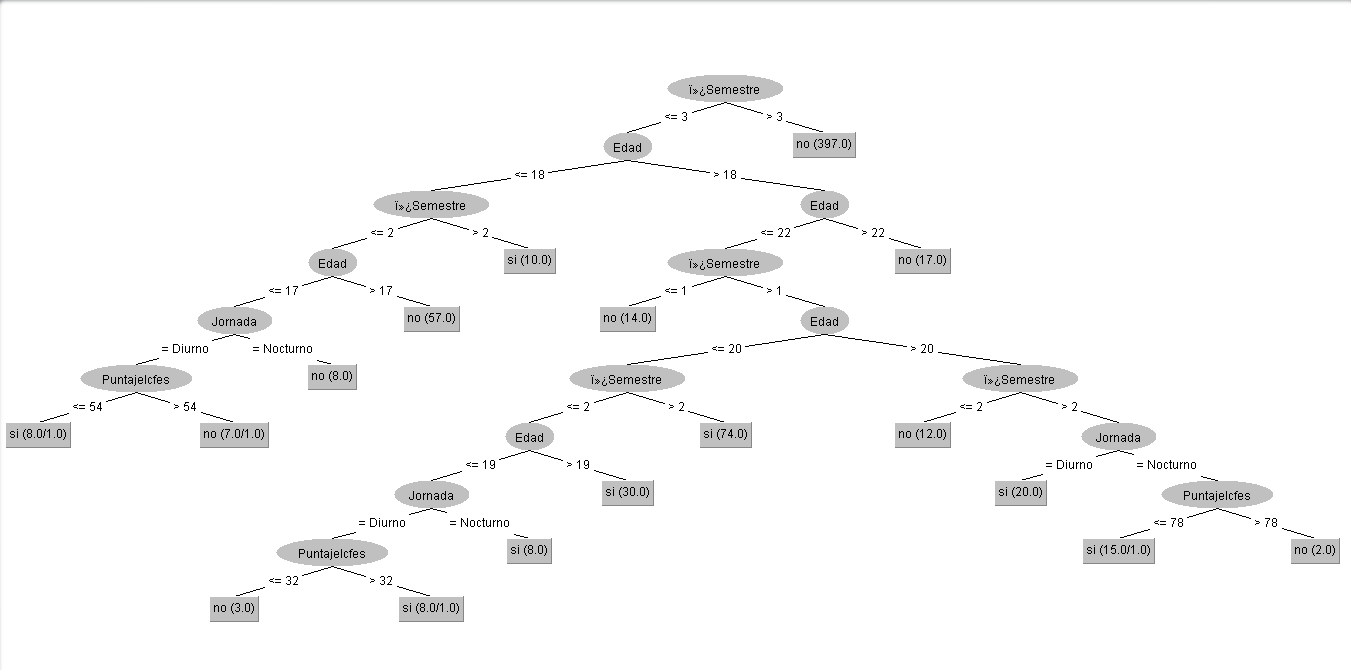 ï»¿Semestre
<= 3
> 3
Edad
no (397.0)
<= 18
> 18
ï»¿Semestre
Edad
<= 2
> 2
<= 22
> 22
Edad
si (10.0)
ï»¿Semestre
no (17.0)
<= 17
> 17
<= 1
> 1
Jornada
no (57.0)
no (14.0)
Edad
= Diurno
= Nocturno
<= 20
> 20
PuntajeIcfes
no (8.0)
ï»¿Semestre
ï»¿Semestre
<= 54
> 54
<= 2
> 2
<= 2
> 2
si (8.0/1.0)
no (7.0/1.0)
Edad
si (74.0)
no (12.0)
Jornada
<= 19
> 19
= Diurno
= Nocturno
Jornada
si (30.0)
si (20.0)
PuntajeIcfes
= Diurno
= Nocturno
<= 78
> 78
PuntajeIcfes
si (8.0)
si (15.0/1.0)
no (2.0)
<= 32
> 32
no (3.0)
si (8.0/1.0)